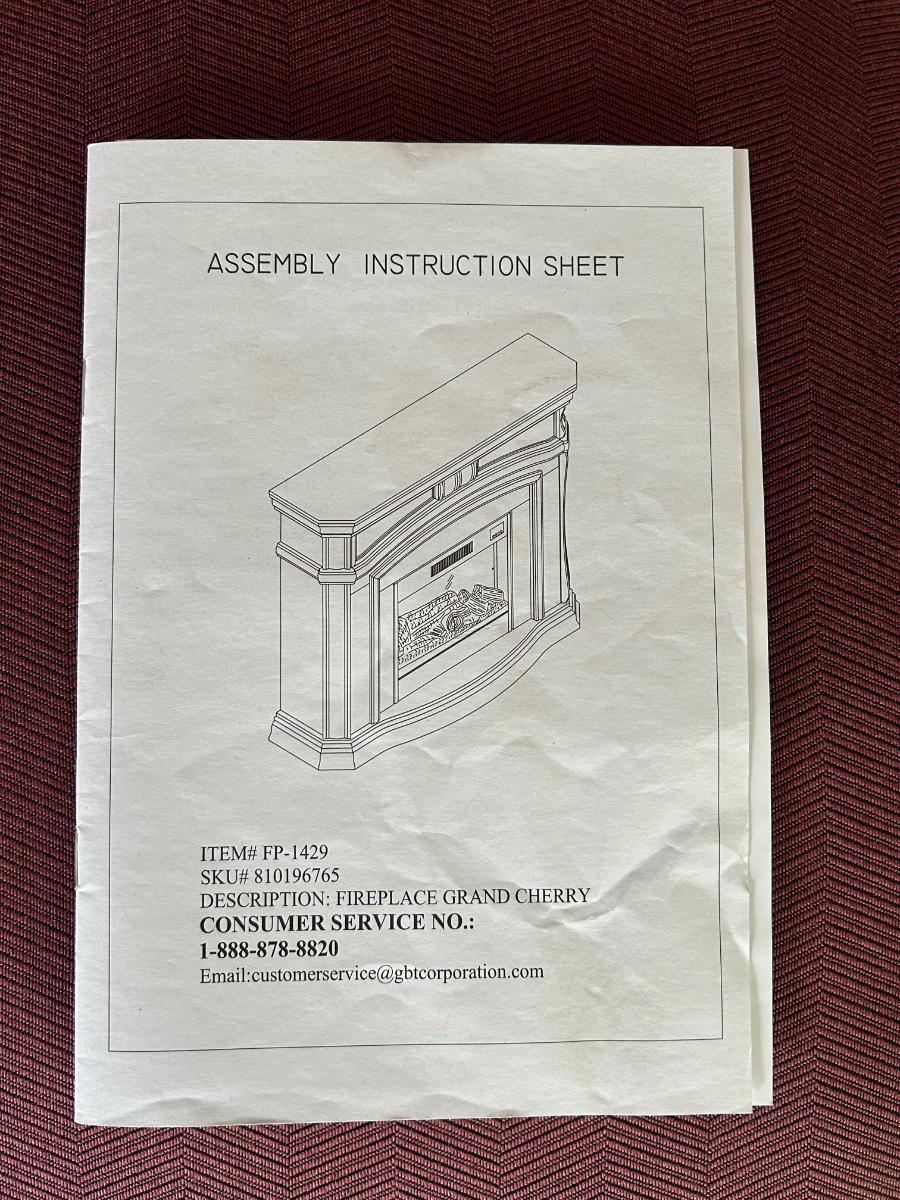 ASSEMBLY INSTRUCTION SHEET
ITEM# FP-1429
SKU# 810196765
DESCRIPTION: FIREPLACE GRAND CHERRY
CONSUMER SERVICE NO.:
1-888-878-8820
Email:customerservice@gbtcorporation.com